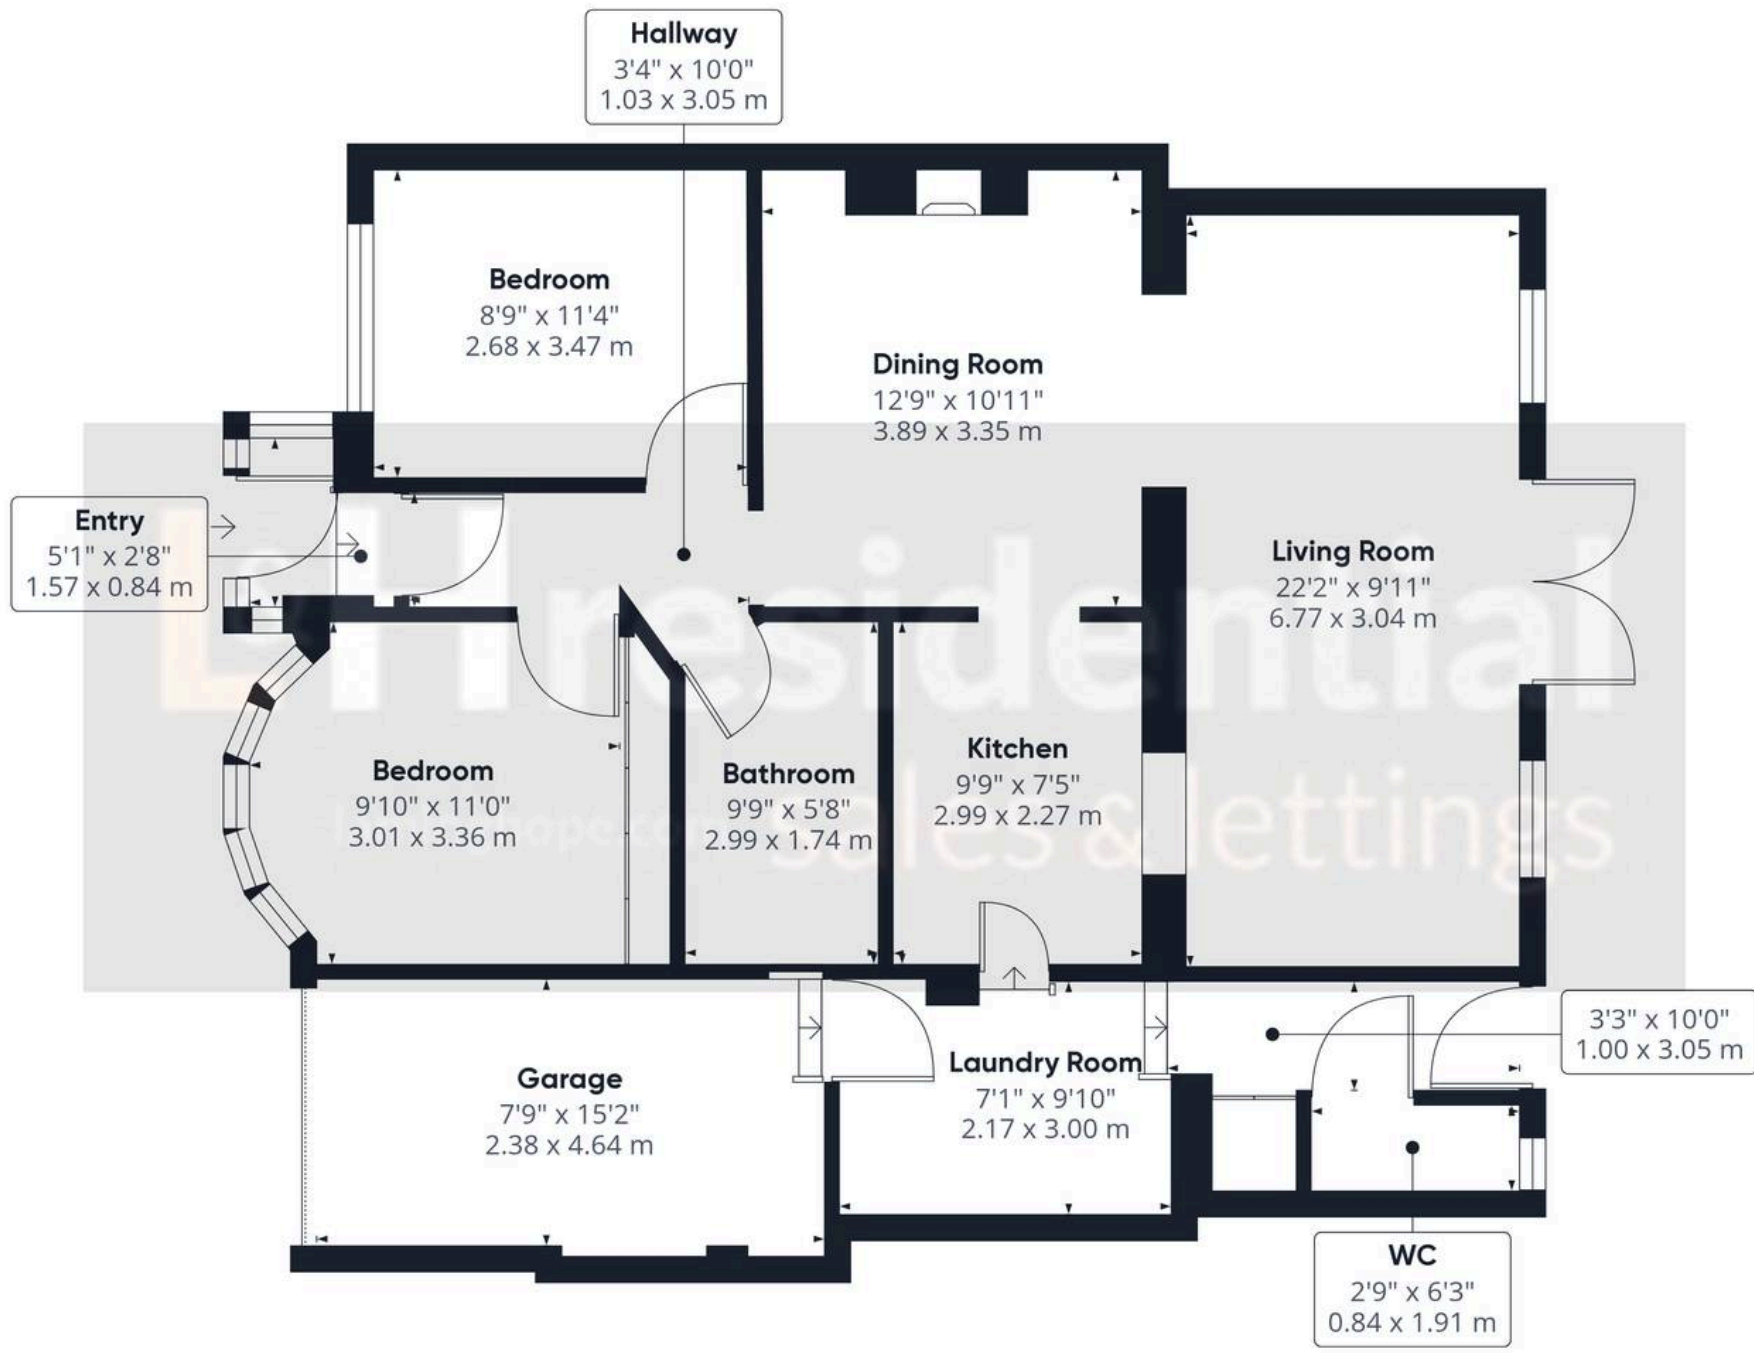 Hallway
3'4" x 10'0"
1.03 x 3.05 m
Bedroom
8'9" x 11'4"
2.68 x 3.47 m
Dining Room
12'9" x 10'11"
3.89 x 3.35 m
Entry
5'1" x 2'8"
1.57 x 0.84 m
Living Room
22'2" x 9'11"
6.77 x 3.04 m
L&H residential
sales & lettings
Bedroom
9'10" x 11'0"
3.01 x 3.36 m
Bathroom
9'9" x 5'8"
2.99 x 1.74 m
Kitchen
9'9" x 7'5"
2.99 x 2.27 m
Garage
7'9" x 15'2"
2.38 x 4.64 m
Laundry Room
7'1" x 9'10"
2.17 x 3.00 m
3'3" x 10'0"
1.00 x 3.05 m
WC
2'9" x 6'3"
0.84 x 1.91 m